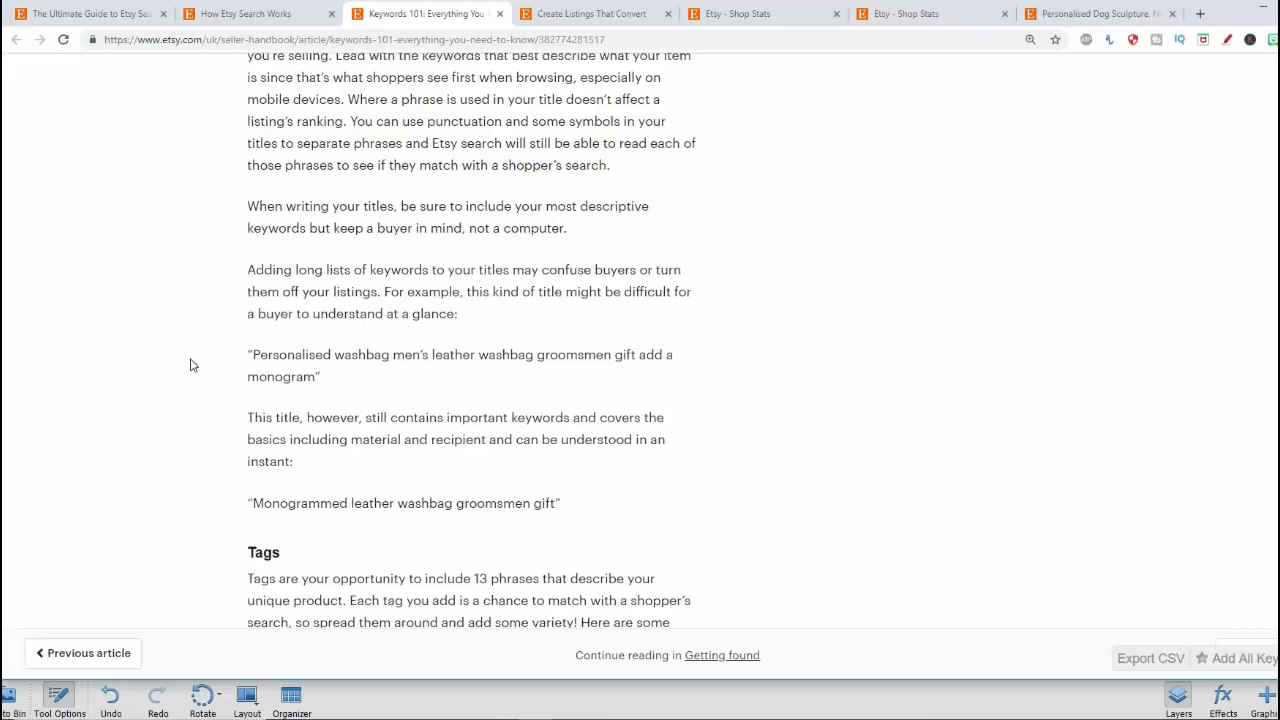 The Ultimate Guide to Etsy Sea
How Etsy Search Works
Keywords 101: Everything You
Create Listings That Convert
Etsy - Shop Stats
Etsy - Shop Stats
Personalised Dog Sculpture, N
https://www.etsy.com/uk/seller-handbook/article/keywords-101-everything-you-need-to-know/382774281517
you’re selling. Lead with the keywords that best describe what your item
is since that’s what shoppers see first when browsing, especially on
mobile devices. Where a phrase is used in your title doesn’t affect a
listing’s ranking. You can use punctuation and some symbols in your
titles to separate phrases and Etsy search will still be able to read each of
those phrases to see if they match with a shopper’s search.
When writing your titles, be sure to include your most descriptive
keywords but keep a buyer in mind, not a computer.
Adding long lists of keywords to your titles may confuse buyers or turn
them off your listings. For example, this kind of title might be difficult for
a buyer to understand at a glance:
“Personalised washbag men’s leather washbag groomsmen gift add a
monogram”
This title, however, still contains important keywords and covers the
basics including material and recipient and can be understood in an
instant:
“Monogrammed leather washbag groomsmen gift”
Tags
Tags are your opportunity to include 13 phrases that describe your
unique product. Each tag you add is a chance to match with a shopper’s
search, so spread them around and add some variety! Here are some
Previous article
Continue reading in Getting found
Export CSV
Add All Key
to Bin
Tool Options
Undo
Redo
Rotate
Layout
Organizer
Layers
Effects
Graphi